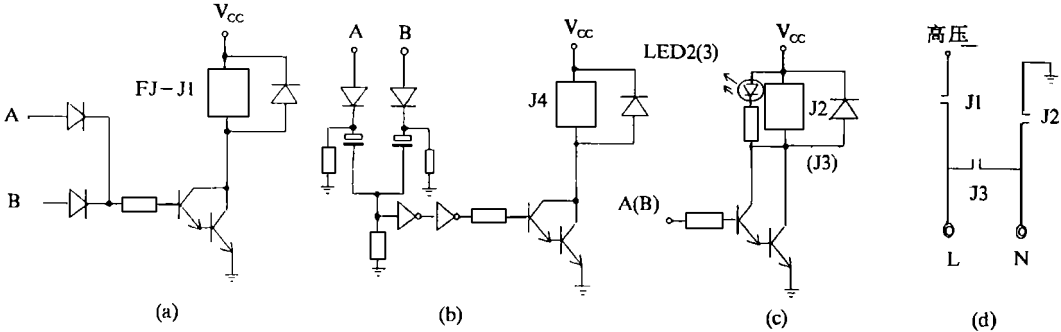 V_CC
FJ-J1
A
B
(a)
A B
V_CC
J4
(b)
LED2(3)
V_CC
J2
(J3)
A(B)
(c)
高压
J1
J2
J3
L N
(d)